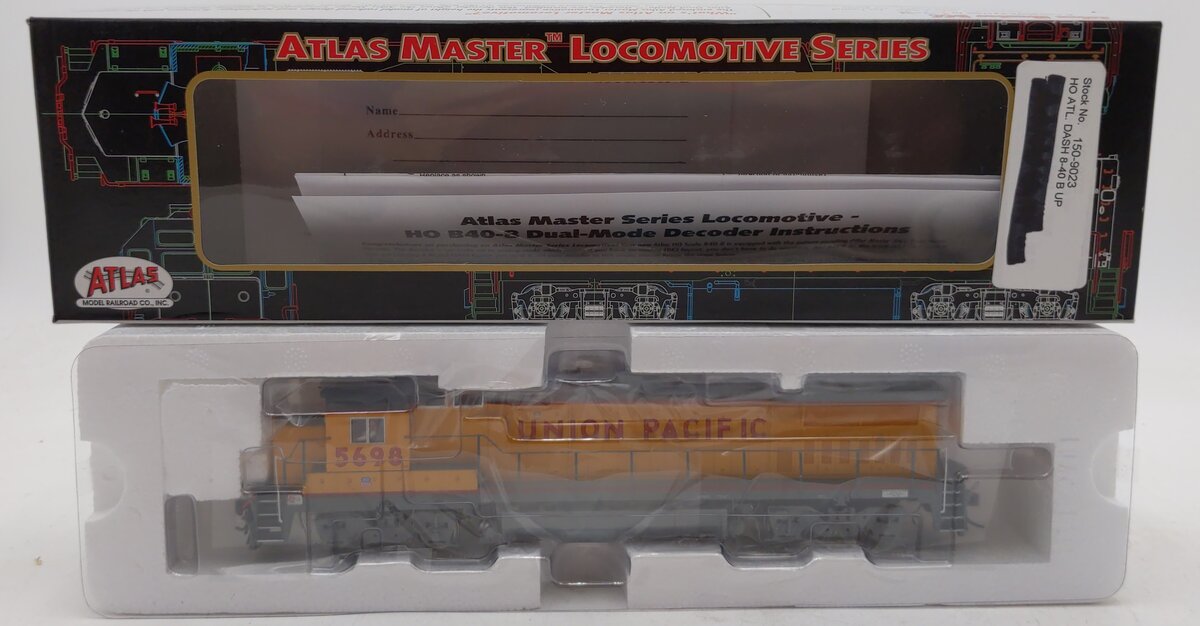 ATLAS MASTER™ LOCOMOTIVE SERIES
Name
Address
Atlas Master Series Locomotive -
HO B40-8 Dual-Mode Decoder Instructions
Stock No. 150-9023
HO ATL. DASH 8-40 B UP
ATLAS
MODEL RAILROAD CO., INC.
UNION PACIFIC
5698